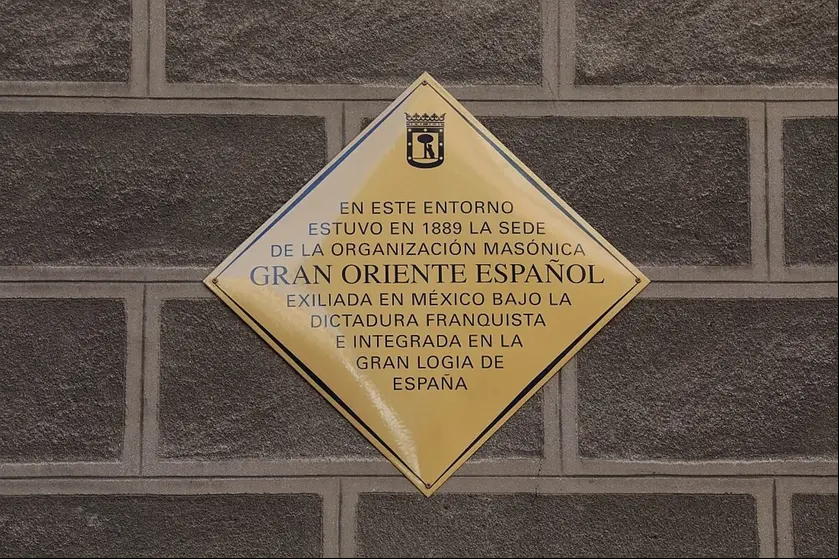 EN ESTE ENTORNO
ESTUVO EN 1889 LA SEDE
DE LA ORGANIZACIÓN MASÓNICA
GRAN ORIENTE ESPAÑOL
EXILIADA EN MÉXICO BAJO LA
DICTADURA FRANQUISTA
E INTEGRADA EN LA
GRAN LOGIA DE
ESPAÑA